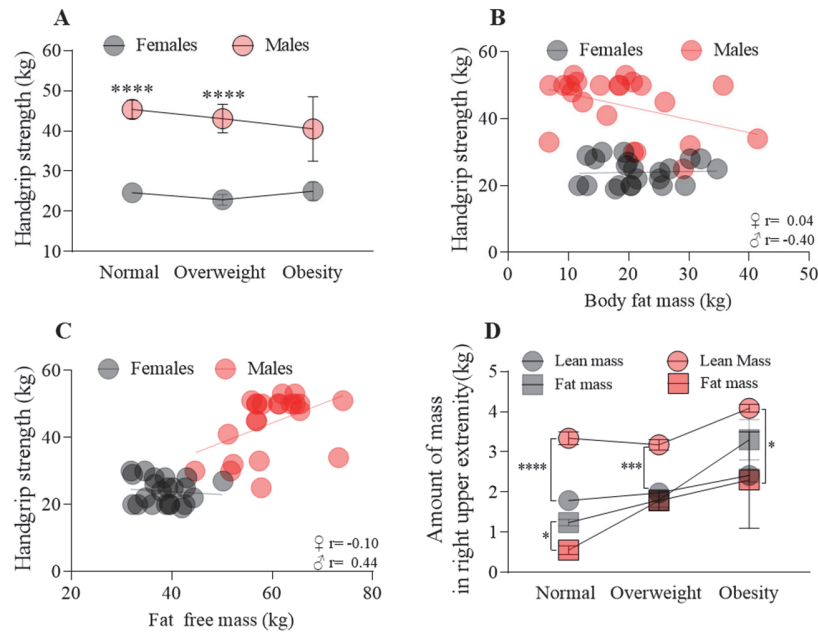 A
Females Males
Handgrip strength (kg)
60
50
40
30
20
10
****
****
Normal Overweight Obesity
B
Females Males
Handgrip strength (kg)
60
40
20
0
♀ r= 0.04
♂ r= -0.40
0 10 20 30 40 50
Body fat mass (kg)
C
Females Males
Handgrip strength (kg)
60
40
20
0
♀ r= -0.10
♂ r= 0.44
20 40 60 80
Fat free mass (kg)
D
Lean mass Lean Mass
Fat mass Fat mass
Amount of mass
in right upper extremity(kg)
5
4
3
2
1
0
****
*
***
*
Normal Overweight Obesity